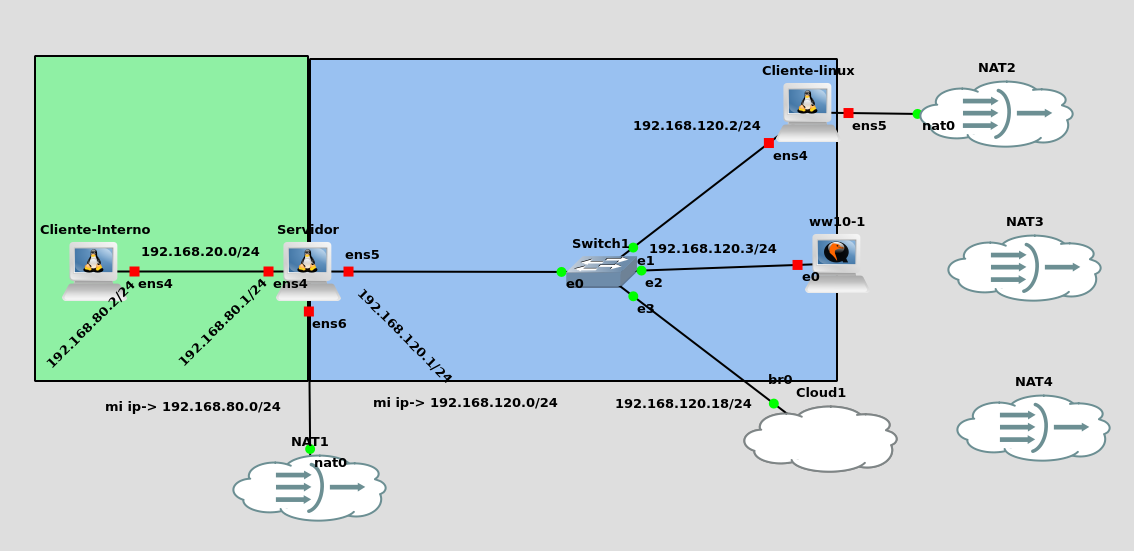 NAT2
Cliente-linux
192.168.120.2/24
ens5
nat0
ens4
NAT3
ww10-1
Cliente-Interno
Servidor
192.168.20.0/24
ens5
Switch1
192.168.120.3/24
e1
ens4
ens4
e0
e2
e0
192.168.80.2/24
192.168.80.1/24
ens6
192.168.120.1/24
e3
br0
NAT4
Cloud1
mi ip-> 192.168.80.0/24
mi ip-> 192.168.120.0/24
192.168.120.18/24
NAT1
nat0